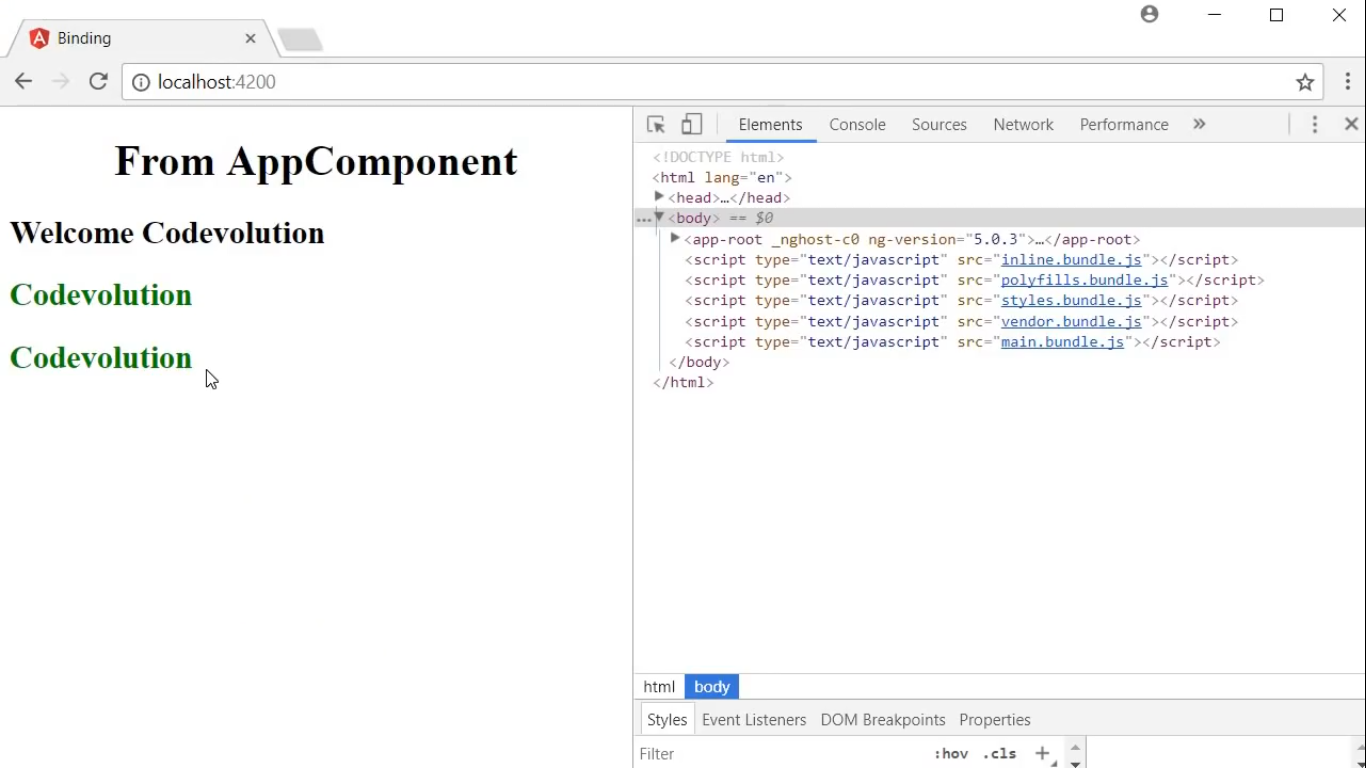 Binding
localhost:4200
From AppComponent
Welcome Codevolution
Codevolution
Codevolution
Elements Console Sources Network Performance »
<!DOCTYPE html>
<html lang="en">
<head>…</head>
… <body> == $0
<app-root _nghost-c0 ng-version="5.0.3">…</app-root>
<script type="text/javascript" src="inline.bundle.js"></script>
<script type="text/javascript" src="polyfills.bundle.js"></script>
<script type="text/javascript" src="styles.bundle.js"></script>
<script type="text/javascript" src="vendor.bundle.js"></script>
<script type="text/javascript" src="main.bundle.js"></script>
</body>
</html>
html body
Styles Event Listeners DOM Breakpoints Properties
Filter :hov .cls +